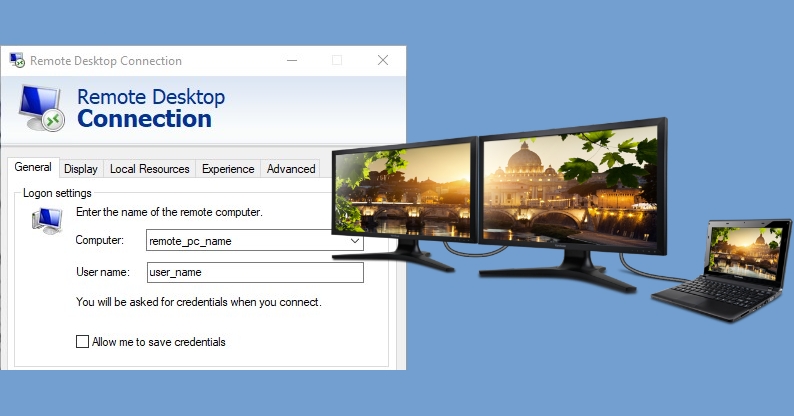 Remote Desktop Connection
Remote Desktop
Connection
General Display Local Resources Experience Advanced
Logon settings
Enter the name of the remote computer.
Computer: remote_pc_name
User name: user_name
You will be asked for credentials when you connect.
Allow me to save credentials